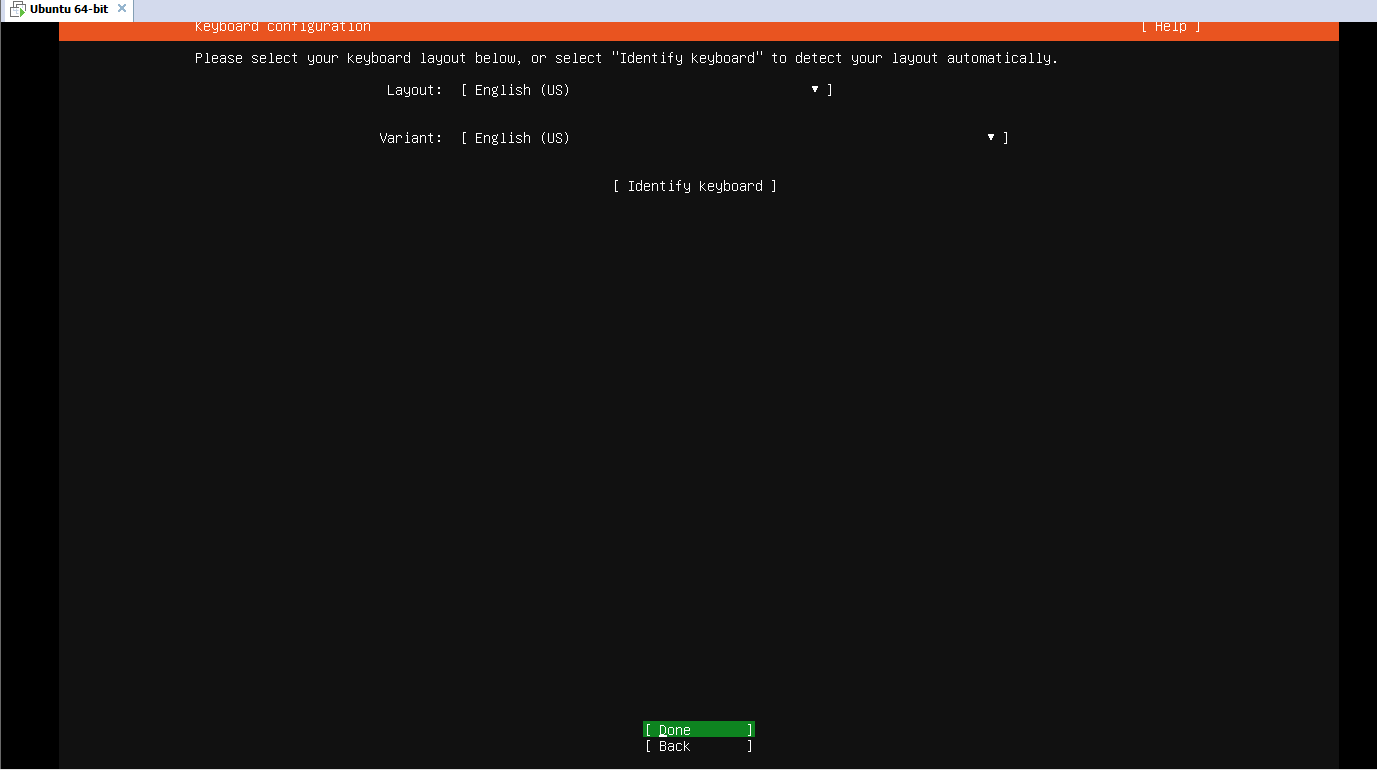 Ubuntu 64-bit
Keyboard configuration [ Help ]
Please select your keyboard layout below, or select "Identify keyboard" to detect your layout automatically.
Layout: [ English (US) ▼ ]
Variant: [ English (US) ▼ ]
[ Identify keyboard ]
[ Done ]
[ Back ]